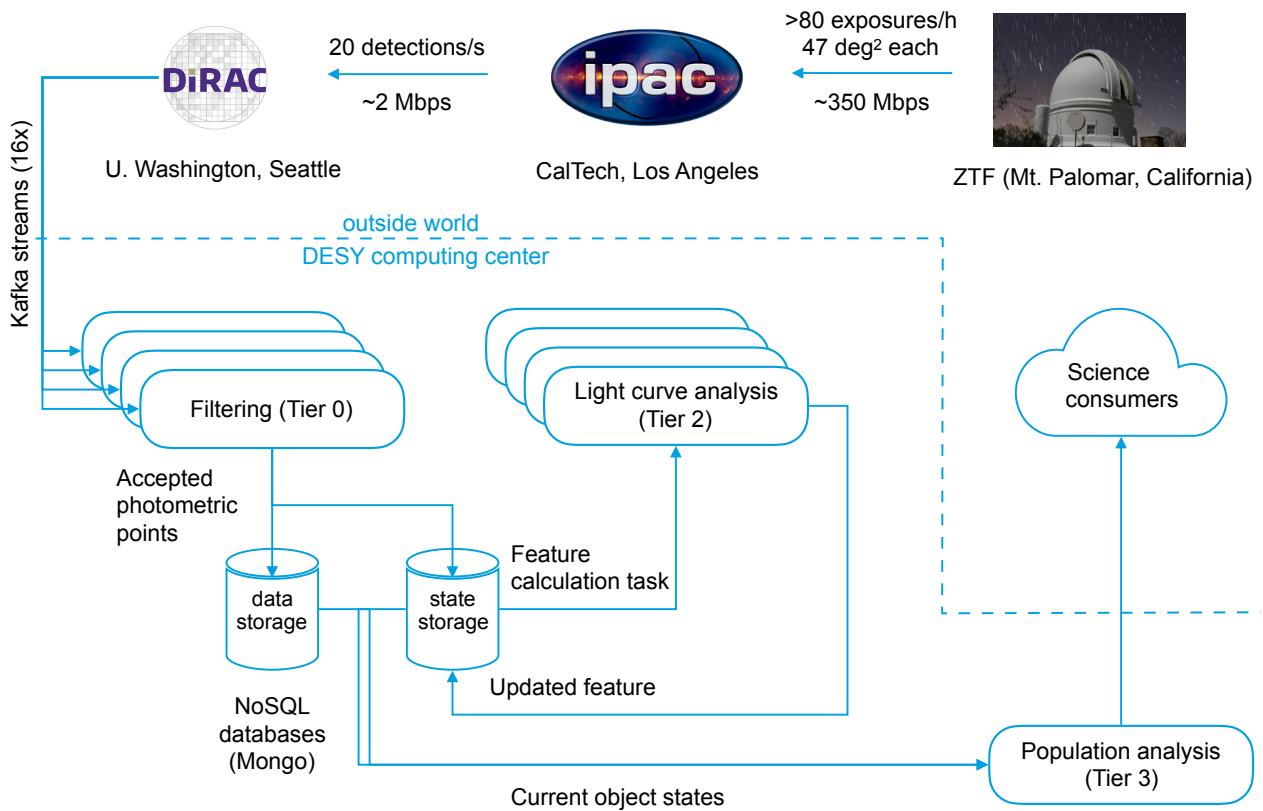 >80 exposures/h
47 deg² each
~350 Mbps
20 detections/s
~2 Mbps
DiRAC
ipac
U. Washington, Seattle
CalTech, Los Angeles
ZTF (Mt. Palomar, California)
Kafka streams (16x)
outside world
DESY computing center
Filtering (Tier 0)
Light curve analysis
(Tier 2)
Science
consumers
Accepted
photometric
points
Feature
calculation task
data
storage
state
storage
Updated feature
NoSQL
databases
(Mongo)
Population analysis
(Tier 3)
Current object states